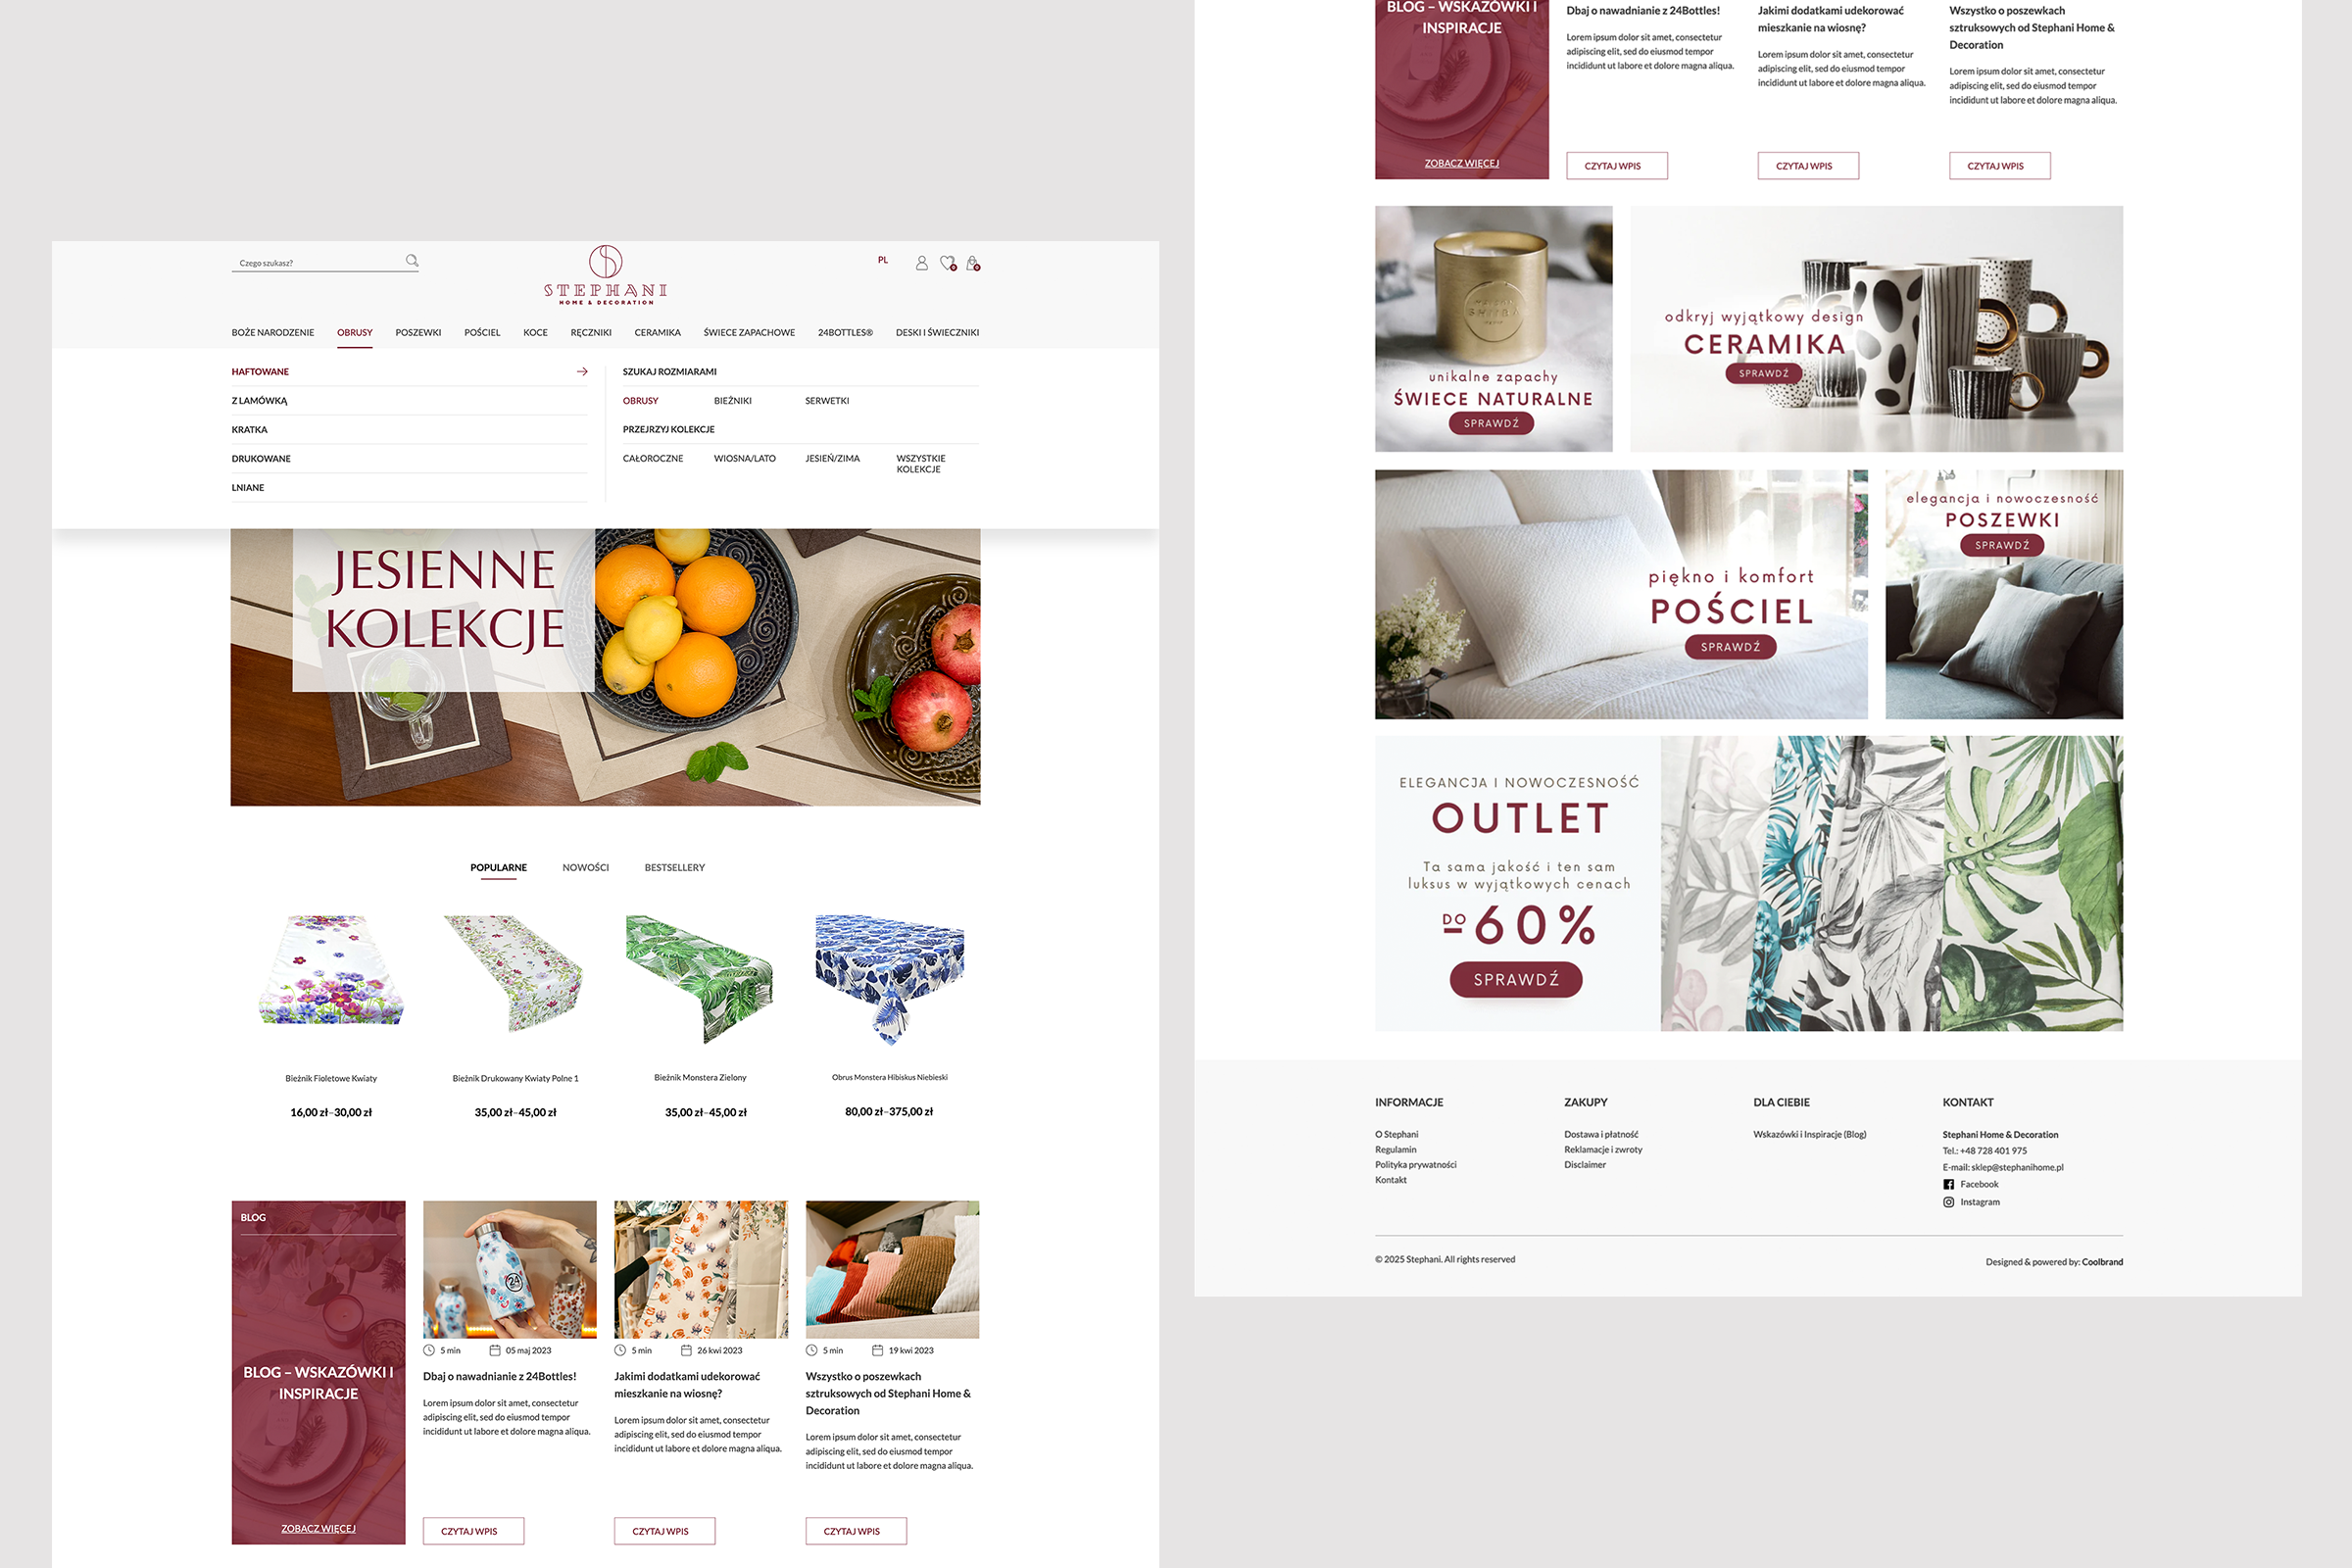 Czego szukasz?
STEPHANI
HOME & DECORATION
PL
0
0
BOŻE NARODZENIE
OBRUSY
POSZEWKI
POŚCIEL
KOCE
RĘCZNIKI
CERAMIKA
ŚWIECE ZAPACHOWE
24BOTTLES®
DESKI I ŚWIECZNIKI
HAFTOWANE
Z LAMÓWKĄ
KRATKA
DRUKOWANE
LNIANE
SZUKAJ ROZMIARAMI
OBRUSY
BIEŻNIKI
SERWETKI
PRZEJRZYJ KOLEKCJE
CAŁOROCZNE
WIOSNA/LATO
JESIEŃ/ZIMA
WSZYSTKIE
KOLEKCJE
JESIENNE
KOLEKCJE
POPULARNE
NOWOŚCI
BESTSELLERY
Bieżnik Fioletowe Kwiaty
16,00 zł–30,00 zł
Bieżnik Drukowany Kwiaty Polne 1
35,00 zł–45,00 zł
Bieżnik Monstera Zielony
35,00 zł–45,00 zł
Obrus Monstera Hibiskus Niebieski
80,00 zł–375,00 zł
BLOG
BLOG – WSKAZÓWKI I
INSPIRACJE
ZOBACZ WIĘCEJ
24
5 min
05 maj 2023
Dbaj o nawadnianie z 24Bottles!
Lorem ipsum dolor sit amet, consectetur
adipiscing elit, sed do eiusmod tempor
incididunt ut labore et dolore magna aliqua.
CZYTAJ WPIS
5 min
26 kwi 2023
Jakimi dodatkami udekorować
mieszkanie na wiosnę?
Lorem ipsum dolor sit amet, consectetur
adipiscing elit, sed do eiusmod tempor
incididunt ut labore et dolore magna aliqua.
CZYTAJ WPIS
5 min
19 kwi 2023
Wszystko o poszewkach
sztruksowych od Stephani Home &
Decoration
Lorem ipsum dolor sit amet, consectetur
adipiscing elit, sed do eiusmod tempor
incididunt ut labore et dolore magna aliqua.
CZYTAJ WPIS
BLOG – WSKAZÓWKI I
INSPIRACJE
ZOBACZ WIĘCEJ
Dbaj o nawadnianie z 24Bottles!
Lorem ipsum dolor sit amet, consectetur
adipiscing elit, sed do eiusmod tempor
incididunt ut labore et dolore magna aliqua.
CZYTAJ WPIS
Jakimi dodatkami udekorować
mieszkanie na wiosnę?
Lorem ipsum dolor sit amet, consectetur
adipiscing elit, sed do eiusmod tempor
incididunt ut labore et dolore magna aliqua.
CZYTAJ WPIS
Wszystko o poszewkach
sztruksowych od Stephani Home &
Decoration
Lorem ipsum dolor sit amet, consectetur
adipiscing elit, sed do eiusmod tempor
incididunt ut labore et dolore magna aliqua.
CZYTAJ WPIS
unikalne zapachy
ŚWIECE NATURALNE
SPRAWDŹ
odkryj wyjątkowy design
CERAMIKA
SPRAWDŹ
piękno i komfort
POŚCIEL
SPRAWDŹ
elegancja i nowoczesność
POSZEWKI
SPRAWDŹ
ELEGANCJA I NOWOCZESNOŚĆ
OUTLET
Ta sama jakość i ten sam
luksus w wyjątkowych cenach
DO 60%
SPRAWDŹ
INFORMACJE
O Stephani
Regulamin
Polityka prywatności
Kontakt
ZAKUPY
Dostawa i płatność
Reklamacje i zwroty
Disclaimer
DLA CIEBIE
Wskazówki i Inspiracje (Blog)
KONTAKT
Stephani Home & Decoration
Tel.: +48 728 401 975
E-mail: sklep@stephanihome.pl
Facebook
Instagram
© 2025 Stephani. All rights reserved
Designed & powered by: Coolbrand